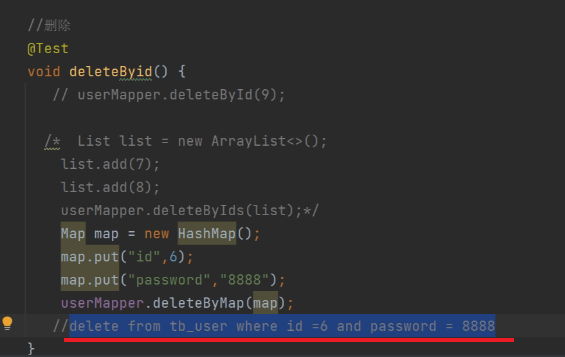 //删除
@Test
void deleteByid() {
// userMapper.deleteById(9);
/* List list = new ArrayList<>();
list.add(7);
list.add(8);
userMapper.deleteByIds(list);*/
Map map = new HashMap();
map.put("id",6);
map.put("password","8888");
userMapper.deleteByMap(map);
//delete from tb_user where id =6 and password = 8888
}